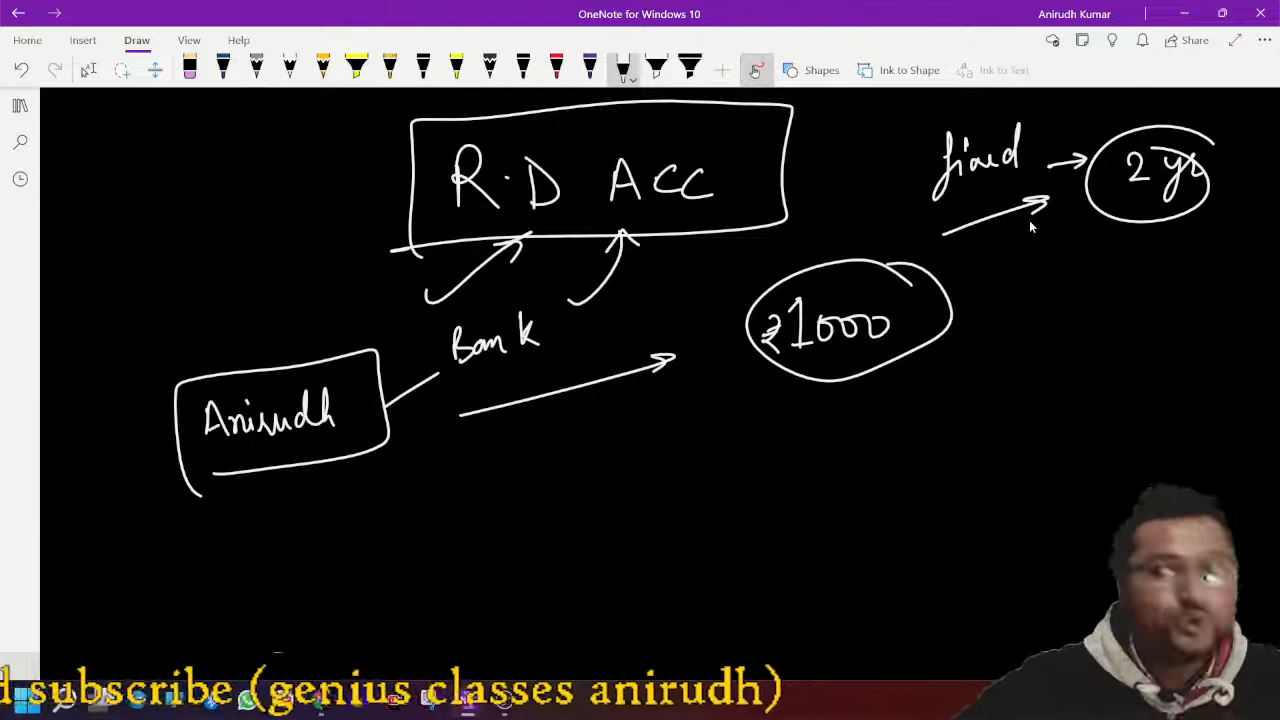 OneNote for Windows 10
Anirudh Kumar
Home Insert Draw View Help
Share
Shapes Ink to Shape Ink to Text
R.D ACC
fixed → 2 yr
₹1000
Bank
Anirudh
d subscribe (genius classes anirudh)